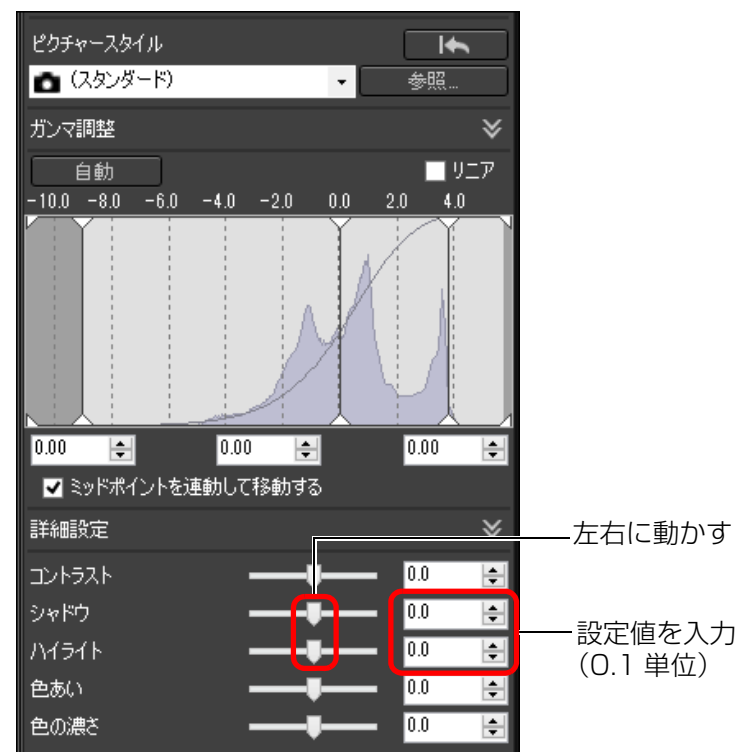 ピクチャースタイル
(スタンダード)
参照...
ガンマ調整
自動
リニア
-10.0 -8.0 -6.0 -4.0 -2.0 0.0 2.0 4.0
0.00 0.00 0.00
ミッドポイントを連動して移動する
詳細設定
左右に動かす
コントラスト 0.0
シャドウ 0.0
設定値を入力
(0.1 単位)
ハイライト 0.0
色あい 0.0
色の濃さ 0.0